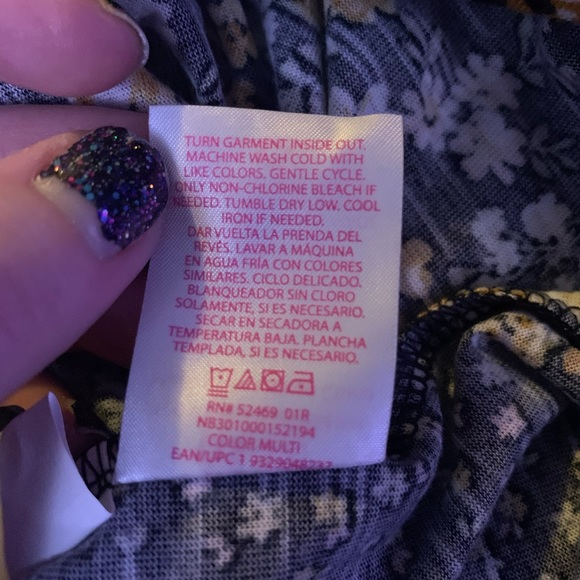 TURN GARMENT INSIDE OUT.
MACHINE WASH COLD WITH
LIKE COLORS. GENTLE CYCLE.
ONLY NON-CHLORINE BLEACH IF
NEEDED. TUMBLE DRY LOW. COOL
IRON IF NEEDED.
DAR VUELTA LA PRENDA DEL
REVÉS. LAVAR A MÁQUINA
EN AGUA FRÍA CON COLORES
SIMILARES. CICLO DELICADO.
BLANQUEADOR SIN CLORO
SOLAMENTE, SI ES NECESARIO.
SECAR EN SECADORA A
TEMPERATURA BAJA. PLANCHA
TEMPLADA, SI ES NECESARIO.
RN# 52469 01R
NB301000152194
COLOR MULTI
EAN/UPC 1